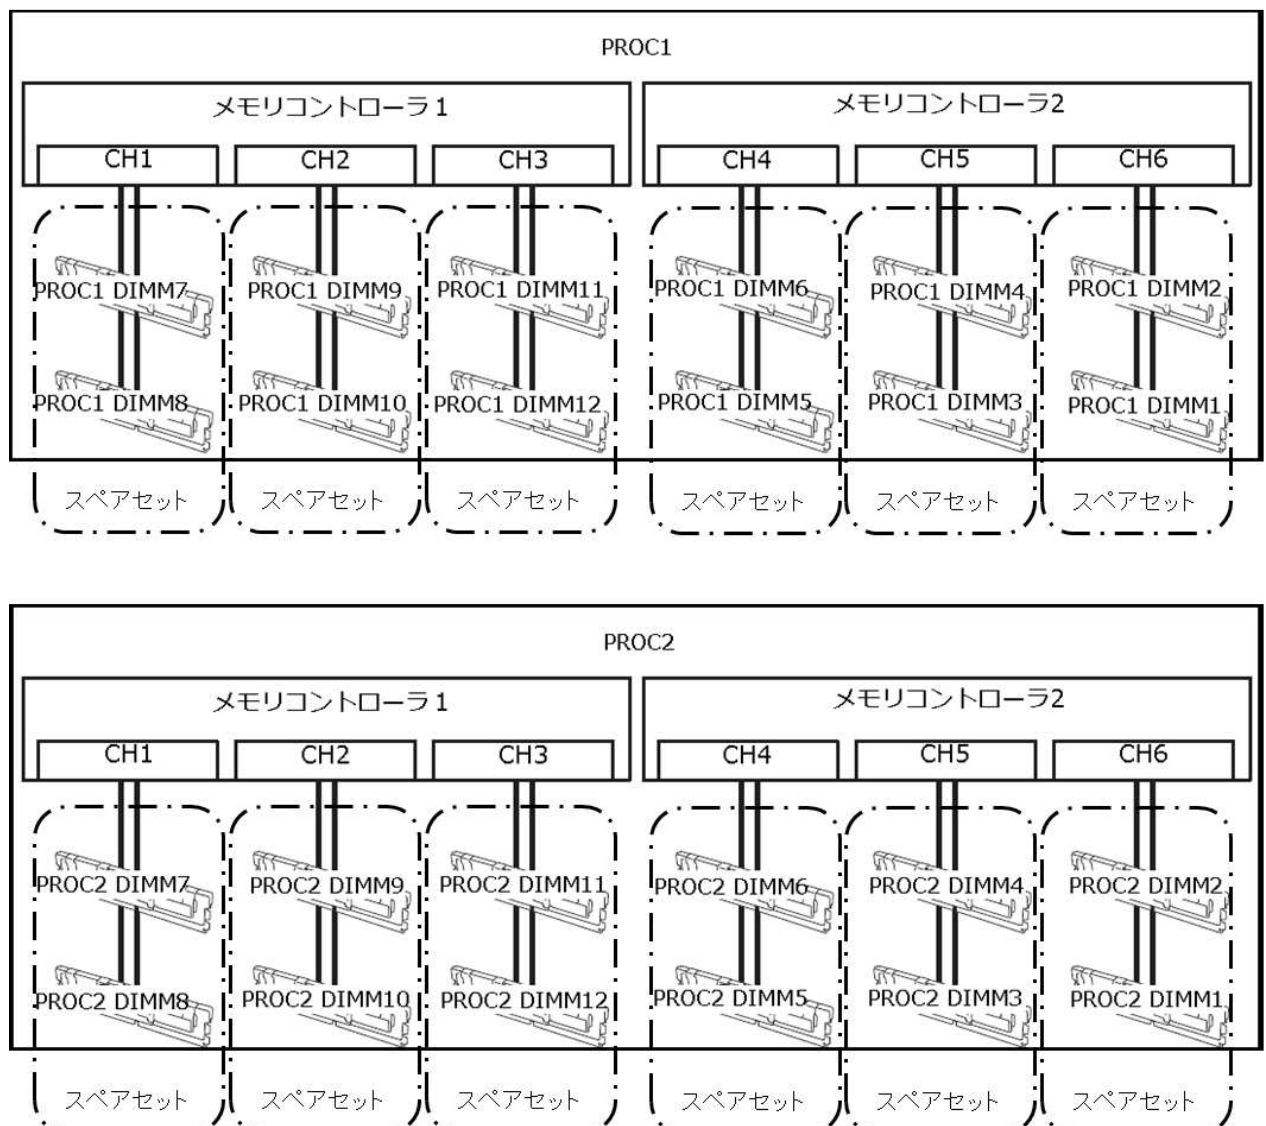 PROC1
メモリコントローラ1 メモリコントローラ2
CH1 CH2 CH3 CH4 CH5 CH6
PROC1 DIMM7 PROC1 DIMM9 PROC1 DIMM11 PROC1 DIMM6 PROC1 DIMM4 PROC1 DIMM2
PROC1 DIMM8 PROC1 DIMM10 PROC1 DIMM12 PROC1 DIMM5 PROC1 DIMM3 PROC1 DIMM1
スペアセット スペアセット スペアセット スペアセット スペアセット スペアセット
PROC2
メモリコントローラ1 メモリコントローラ2
CH1 CH2 CH3 CH4 CH5 CH6
PROC2 DIMM7 PROC2 DIMM9 PROC2 DIMM11 PROC2 DIMM6 PROC2 DIMM4 PROC2 DIMM2
PROC2 DIMM8 PROC2 DIMM10 PROC2 DIMM12 PROC2 DIMM5 PROC2 DIMM3 PROC2 DIMM1
スペアセット スペアセット スペアセット スペアセット スペアセット スペアセット